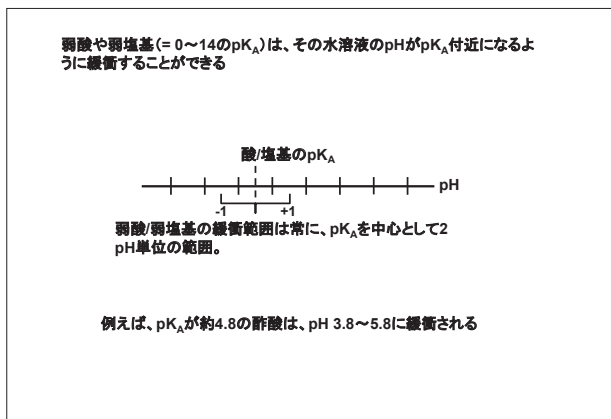 弱酸や弱塩基(= 0～14のpKA)は、その水溶液のpHがpKA付近になるよ
うに緩衝することができる
酸/塩基のpKA
pH
-1 +1
弱酸/弱塩基の緩衝範囲は常に、pKAを中心として2
pH単位の範囲。
例えば、pKAが約4.8の酢酸は、pH 3.8～5.8に緩衝される